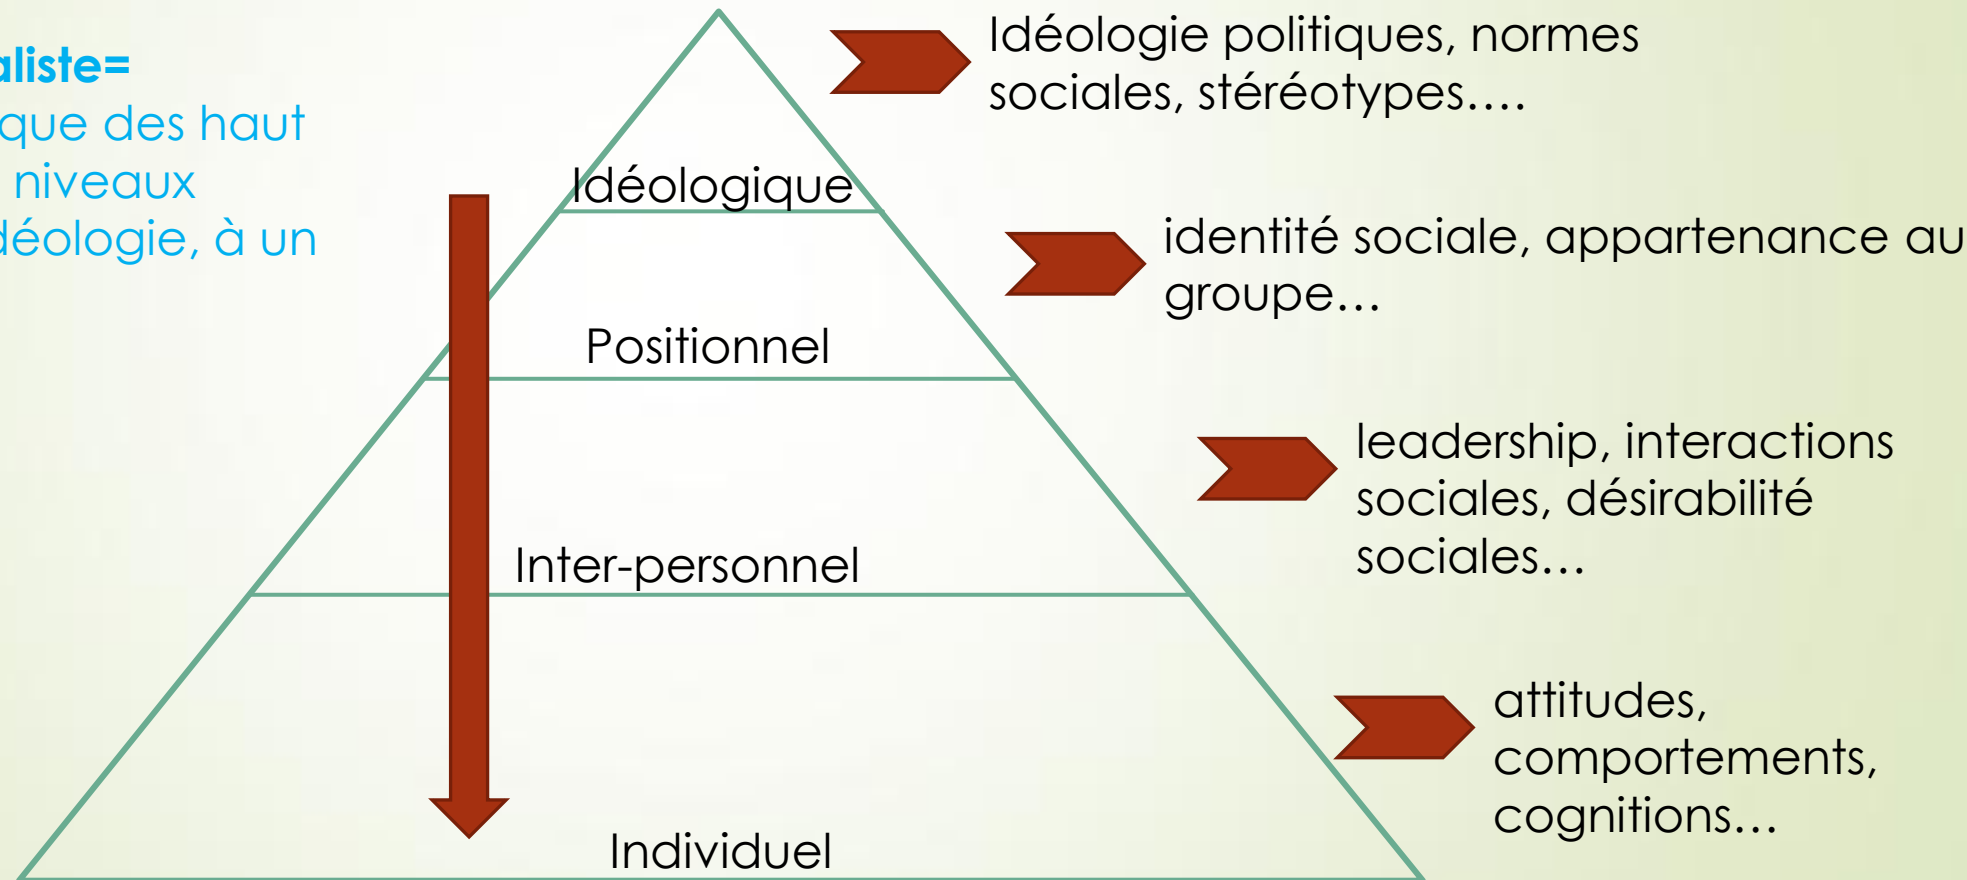 aliste=
que des haut
niveaux
déologie, à un
Idéologie politiques, normes
sociales, stéréotypes....
Idéologique
identité sociale, appartenance au
groupe...
Positionnel
leadership, interactions
sociales, désirabilité
sociales...
Inter-personnel
attitudes,
comportements,
cognitions...
Individuel